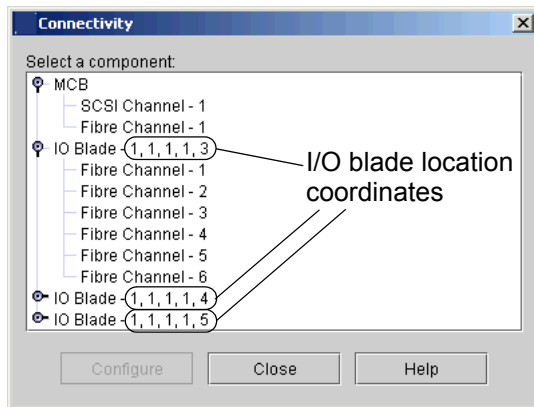 Connectivity
Select a component:
MCB
SCSI Channel - 1
Fibre Channel - 1
IO Blade - 1, 1, 1, 1, 3
Fibre Channel - 1
Fibre Channel - 2
Fibre Channel - 3
Fibre Channel - 4
Fibre Channel - 5
Fibre Channel - 6
IO Blade - 1, 1, 1, 1, 4
IO Blade - 1, 1, 1, 1, 5
I/O blade location
coordinates
Configure
Close
Help